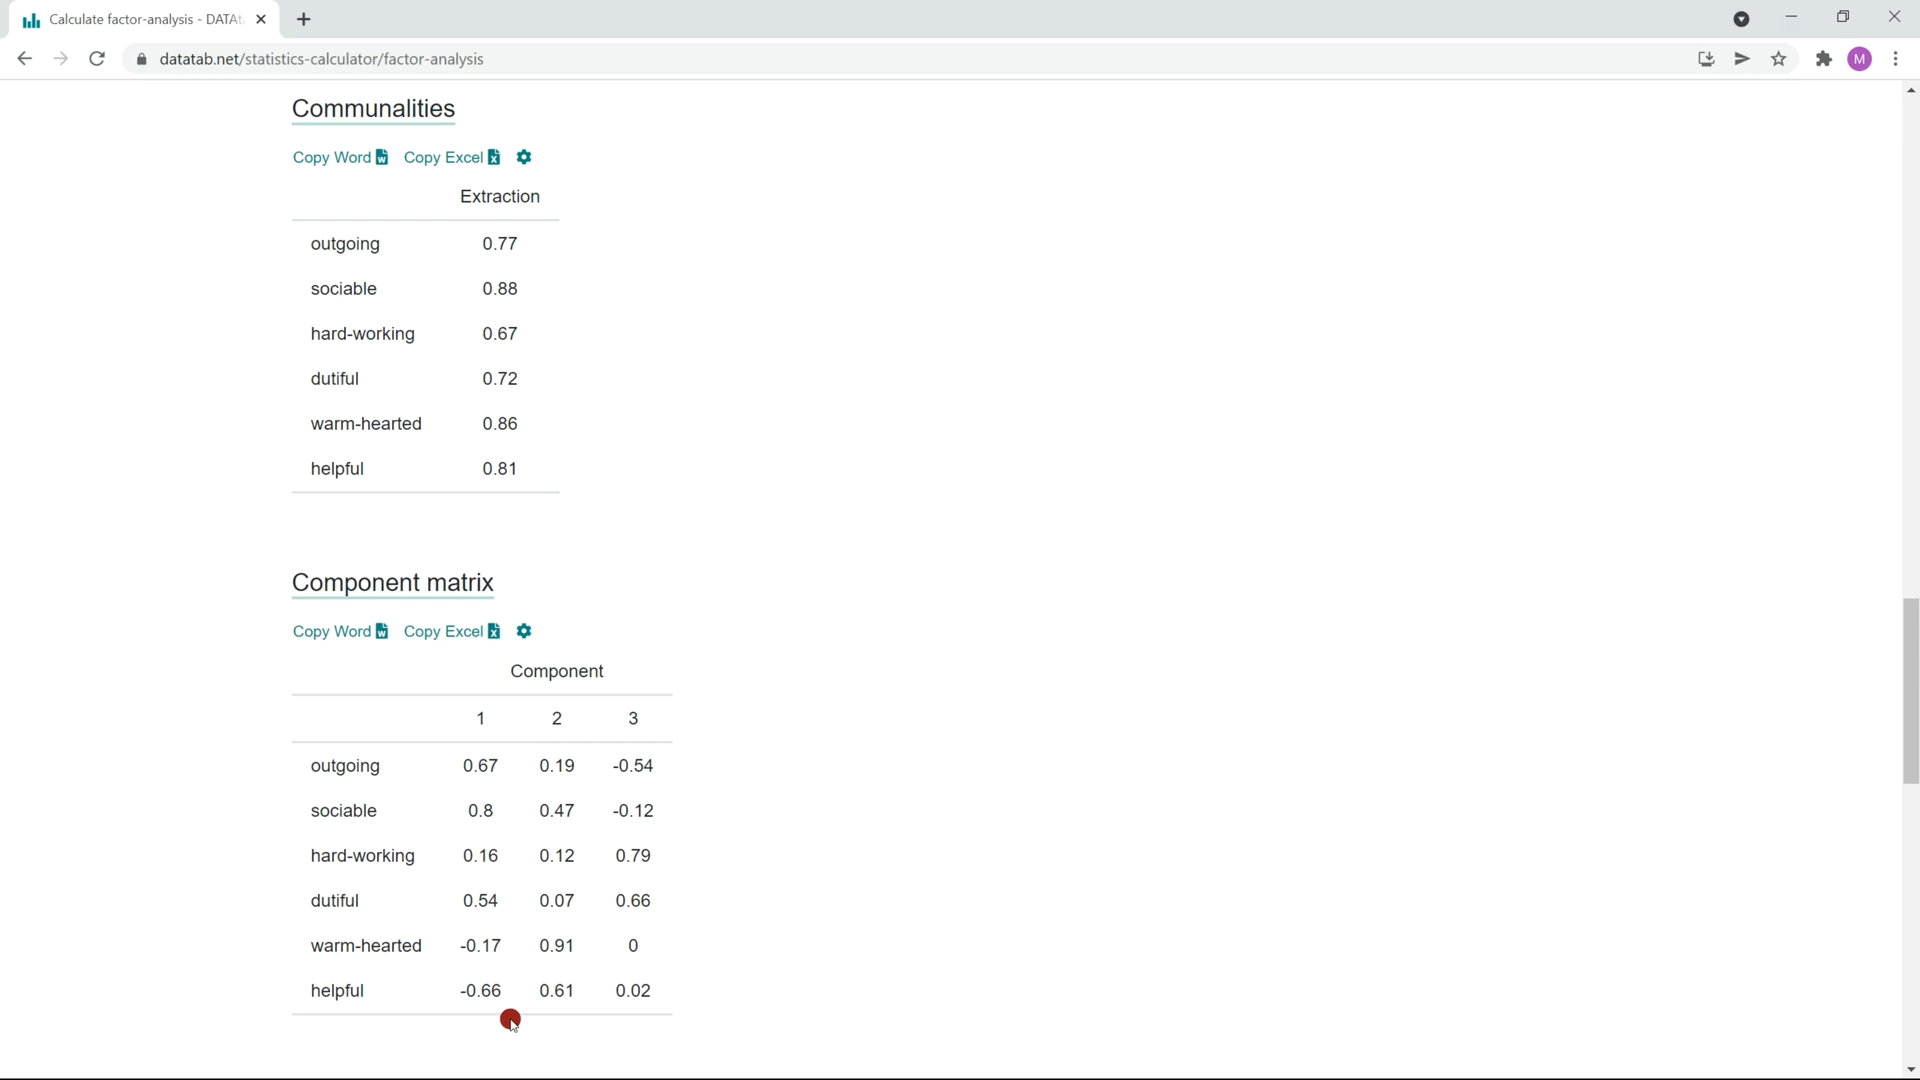 Calculate factor-analysis - DATAt
datatab.net/statistics-calculator/factor-analysis
M
Communalities
Copy Word Copy Excel
Extraction
outgoing 0.77
sociable 0.88
hard-working 0.67
dutiful 0.72
warm-hearted 0.86
helpful 0.81
Component matrix
Copy Word Copy Excel
Component
1 2 3
outgoing 0.67 0.19 -0.54
sociable 0.8 0.47 -0.12
hard-working 0.16 0.12 0.79
dutiful 0.54 0.07 0.66
warm-hearted -0.17 0.91 0
helpful -0.66 0.61 0.02